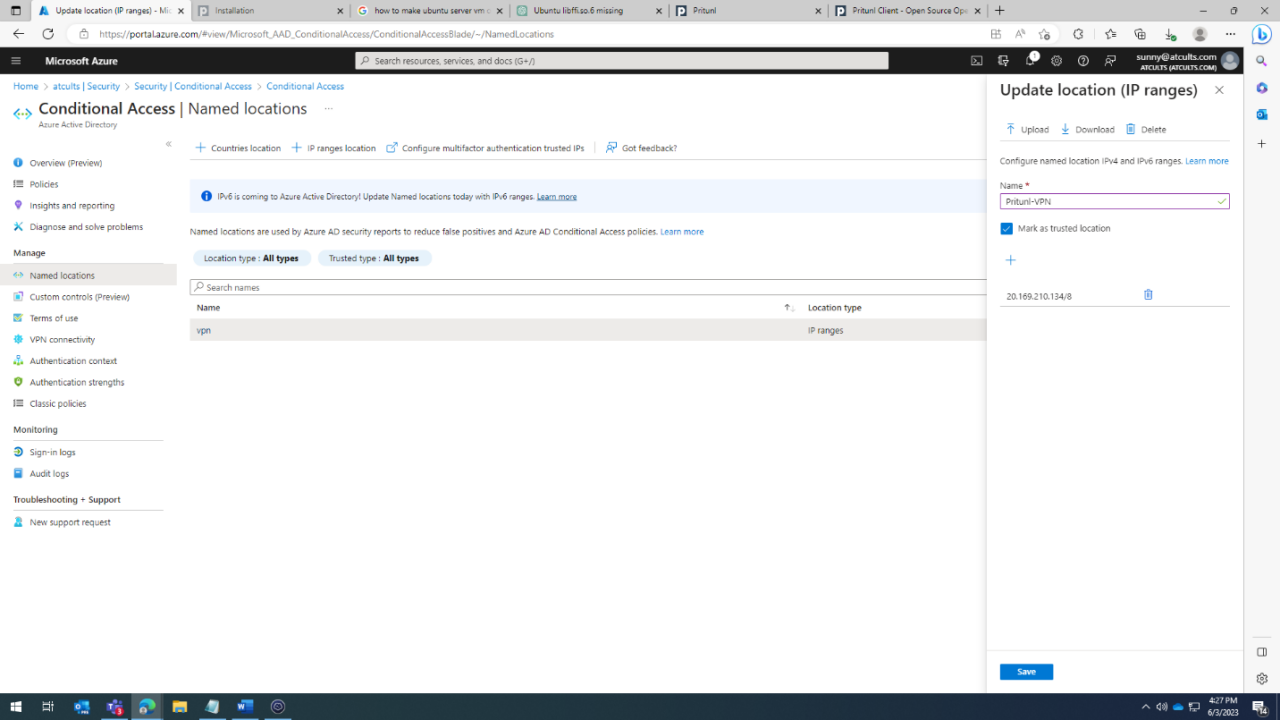 Update location (IP ranges) - Mic
Installation
how to make ubuntu server vm c
Ubuntu libffi.so.6 missing
Pritunl
Pritunl Client - Open Source Ope
https://portal.azure.com/#view/Microsoft_AAD_ConditionalAccess/ConditionalAccessBlade/~/NamedLocations
Microsoft Azure
Search resources, services, and docs (G+/)
1
sunny@atcults.com
ATCULTS (ATCULTS.COM)
Home > atcults | Security > Security | Conditional Access > Conditional Access
Conditional Access | Named locations
Azure Active Directory
Overview (Preview)
Policies
Insights and reporting
Diagnose and solve problems
Manage
Named locations
Custom controls (Preview)
Terms of use
VPN connectivity
Authentication context
Authentication strengths
Classic policies
Monitoring
Sign-in logs
Audit logs
Troubleshooting + Support
New support request
Countries location
IP ranges location
Configure multifactor authentication trusted IPs
Got feedback?
IPv6 is coming to Azure Active Directory! Update Named locations today with IPv6 ranges. Learn more
Named locations are used by Azure AD security reports to reduce false positives and Azure AD Conditional Access policies. Learn more
Location type : All types
Trusted type : All types
Search names
Name
Location type
vpn
IP ranges
Update location (IP ranges)
Upload
Download
Delete
Configure named location IPv4 and IPv6 ranges. Learn more
Name *
Pritunl-VPN
Mark as trusted location
20.169.210.134/8
Save
4:27 PM
6/3/2023